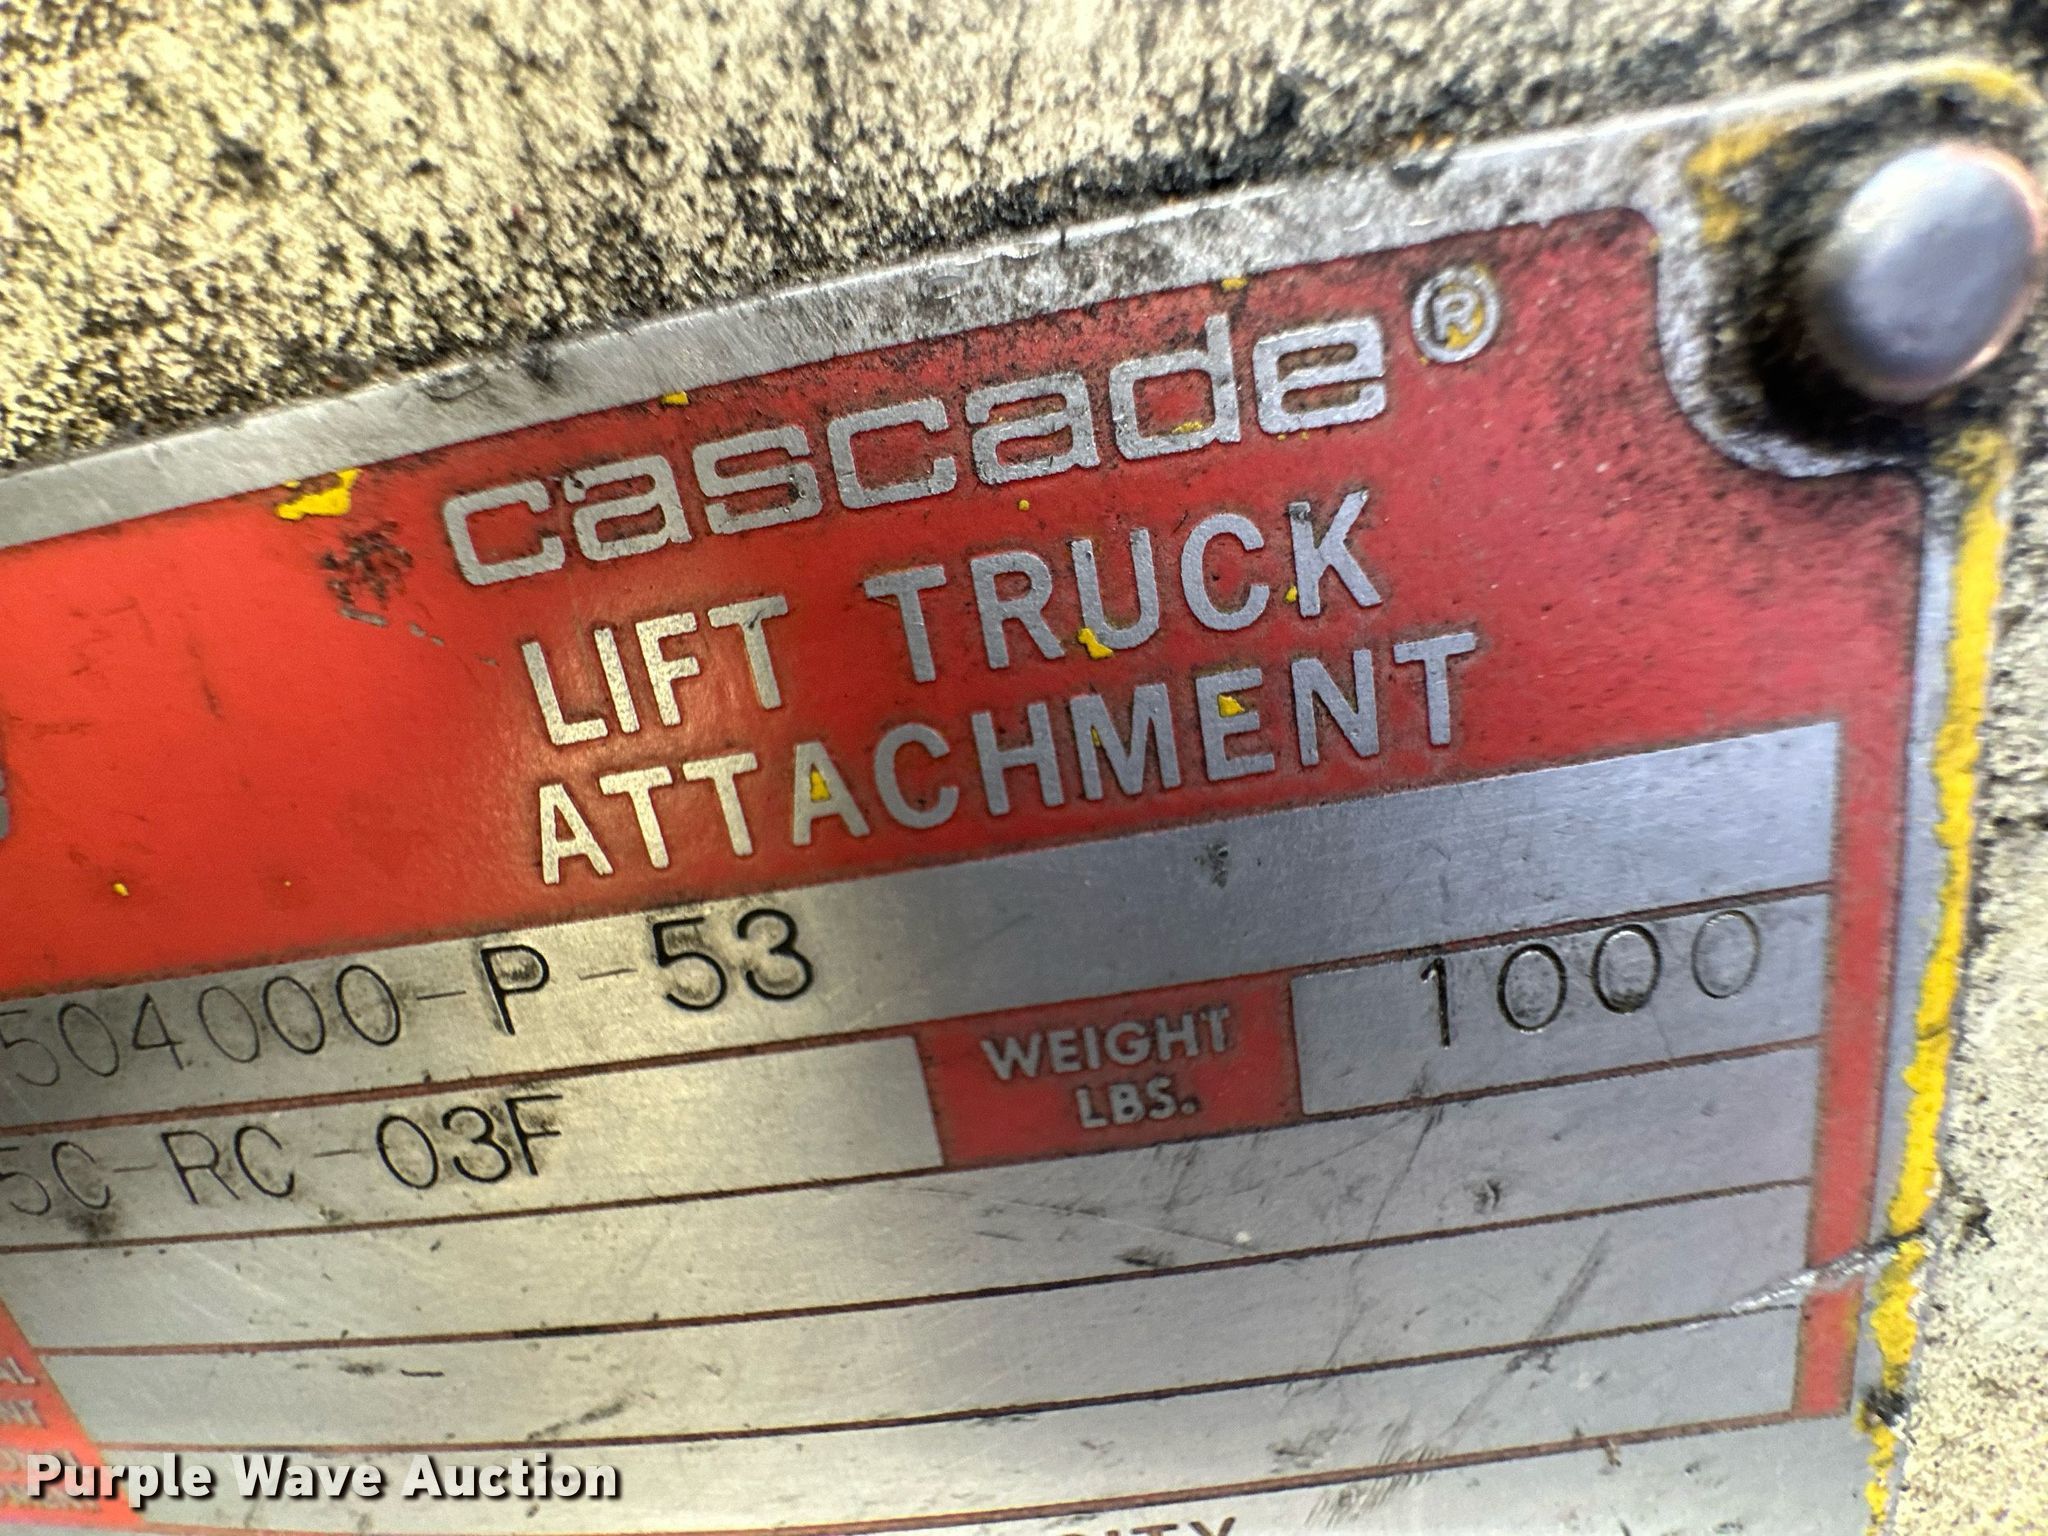 cascade®
LIFT TRUCK
ATTACHMENT
504000-P-53
5C-RC-03F
WEIGHT
LBS.
1000
Purple Wave Auction